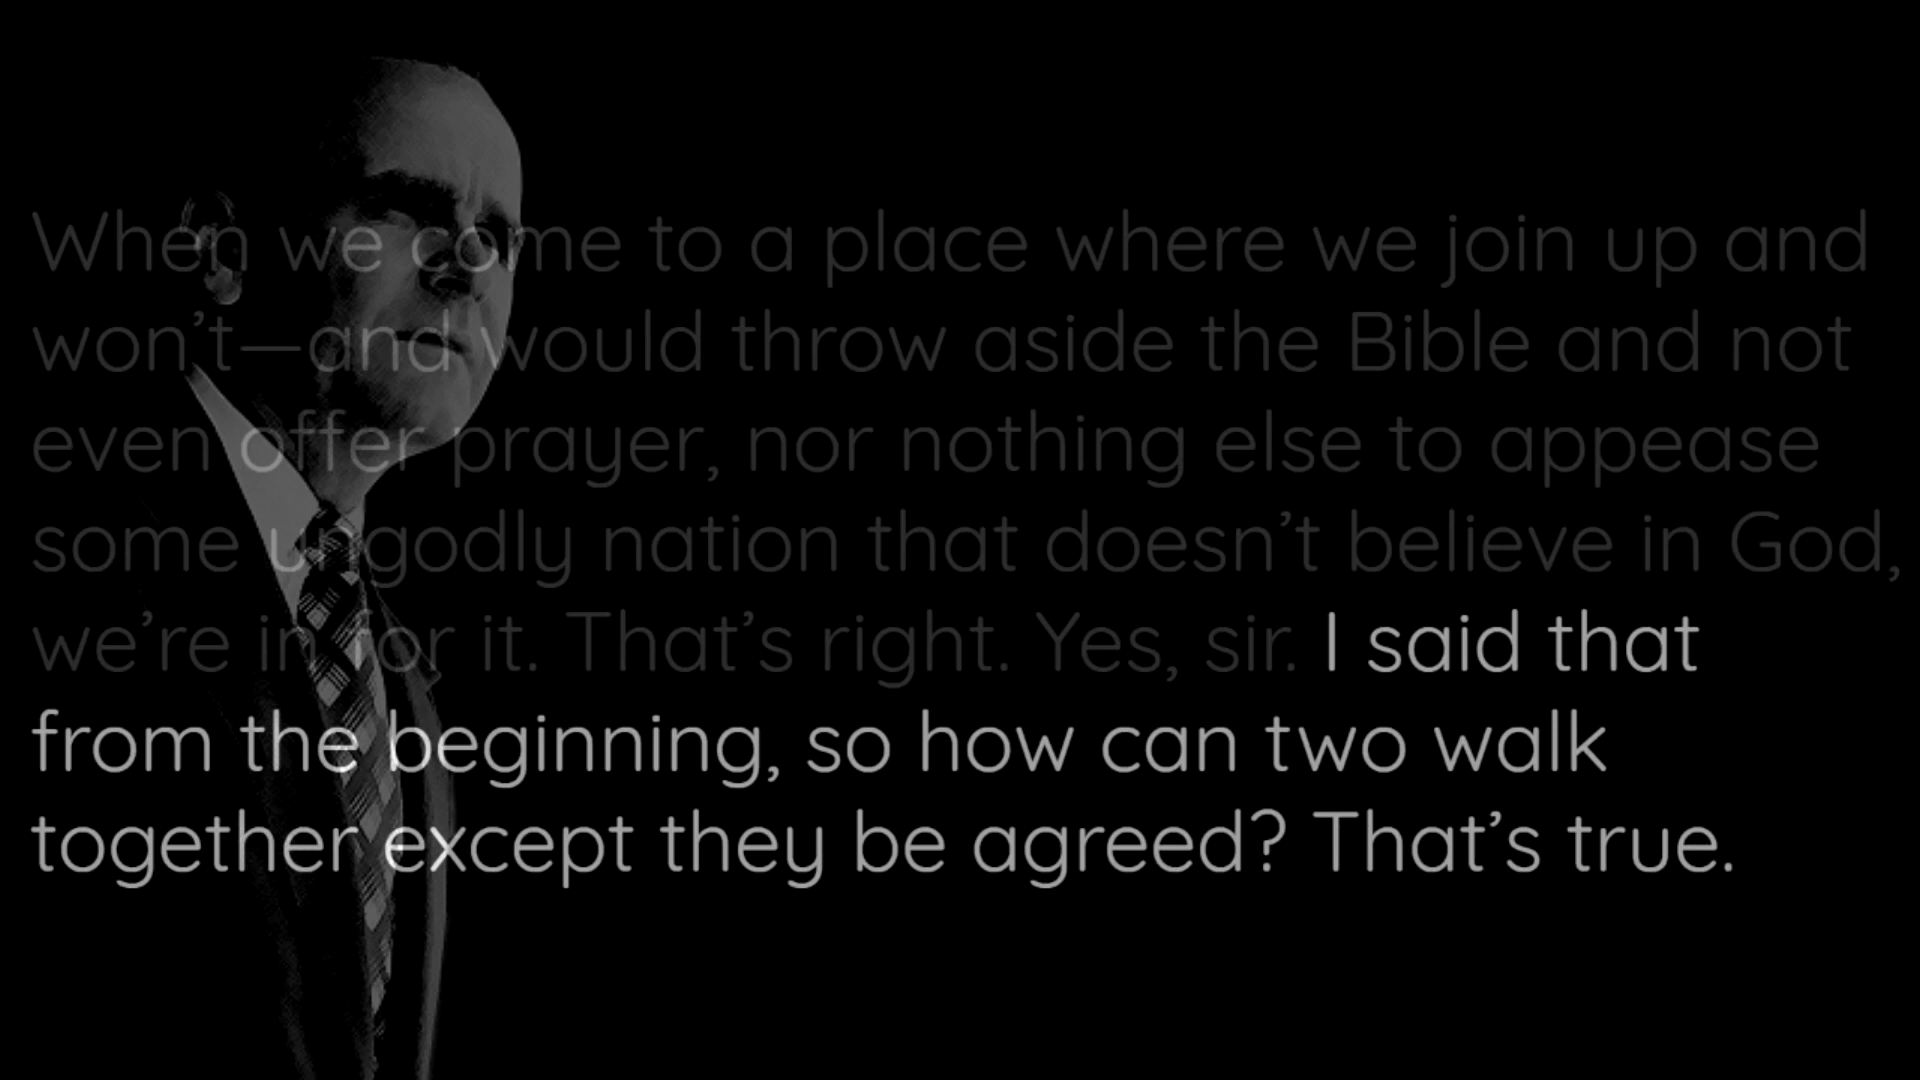 When we come to a place where we join up and
won’t—and would throw aside the Bible and not
even offer prayer, nor nothing else to appease
some ungodly nation that doesn’t believe in God,
we’re in for it. That’s right. Yes, sir. I said that
from the beginning, so how can two walk
together except they be agreed? That’s true.